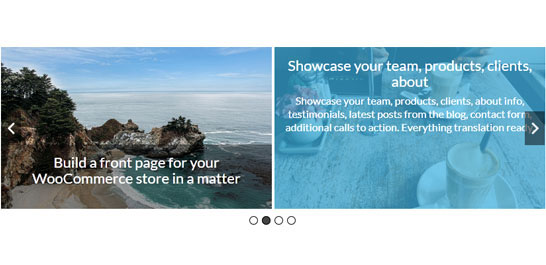 Build a front page for your
WooCommerce store in a matter
Showcase your team, products, clients,
about
Showcase your team, products, clients, about info,
testimonials, latest posts from the blog, contact form,
additional calls to action. Everything translation ready